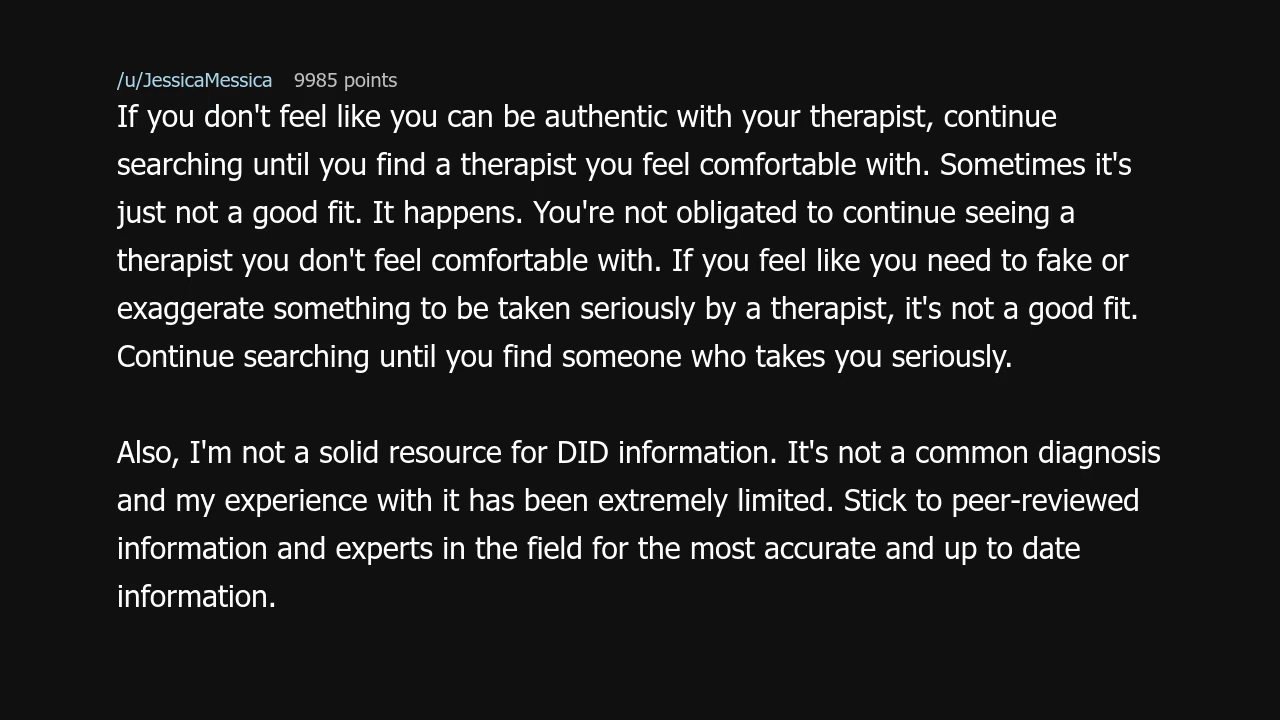 /u/JessicaMessica 9985 points
If you don't feel like you can be authentic with your therapist, continue
searching until you find a therapist you feel comfortable with. Sometimes it's
just not a good fit. It happens. You're not obligated to continue seeing a
therapist you don't feel comfortable with. If you feel like you need to fake or
exaggerate something to be taken seriously by a therapist, it's not a good fit.
Continue searching until you find someone who takes you seriously.
Also, I'm not a solid resource for DID information. It's not a common diagnosis
and my experience with it has been extremely limited. Stick to peer-reviewed
information and experts in the field for the most accurate and up to date
information.